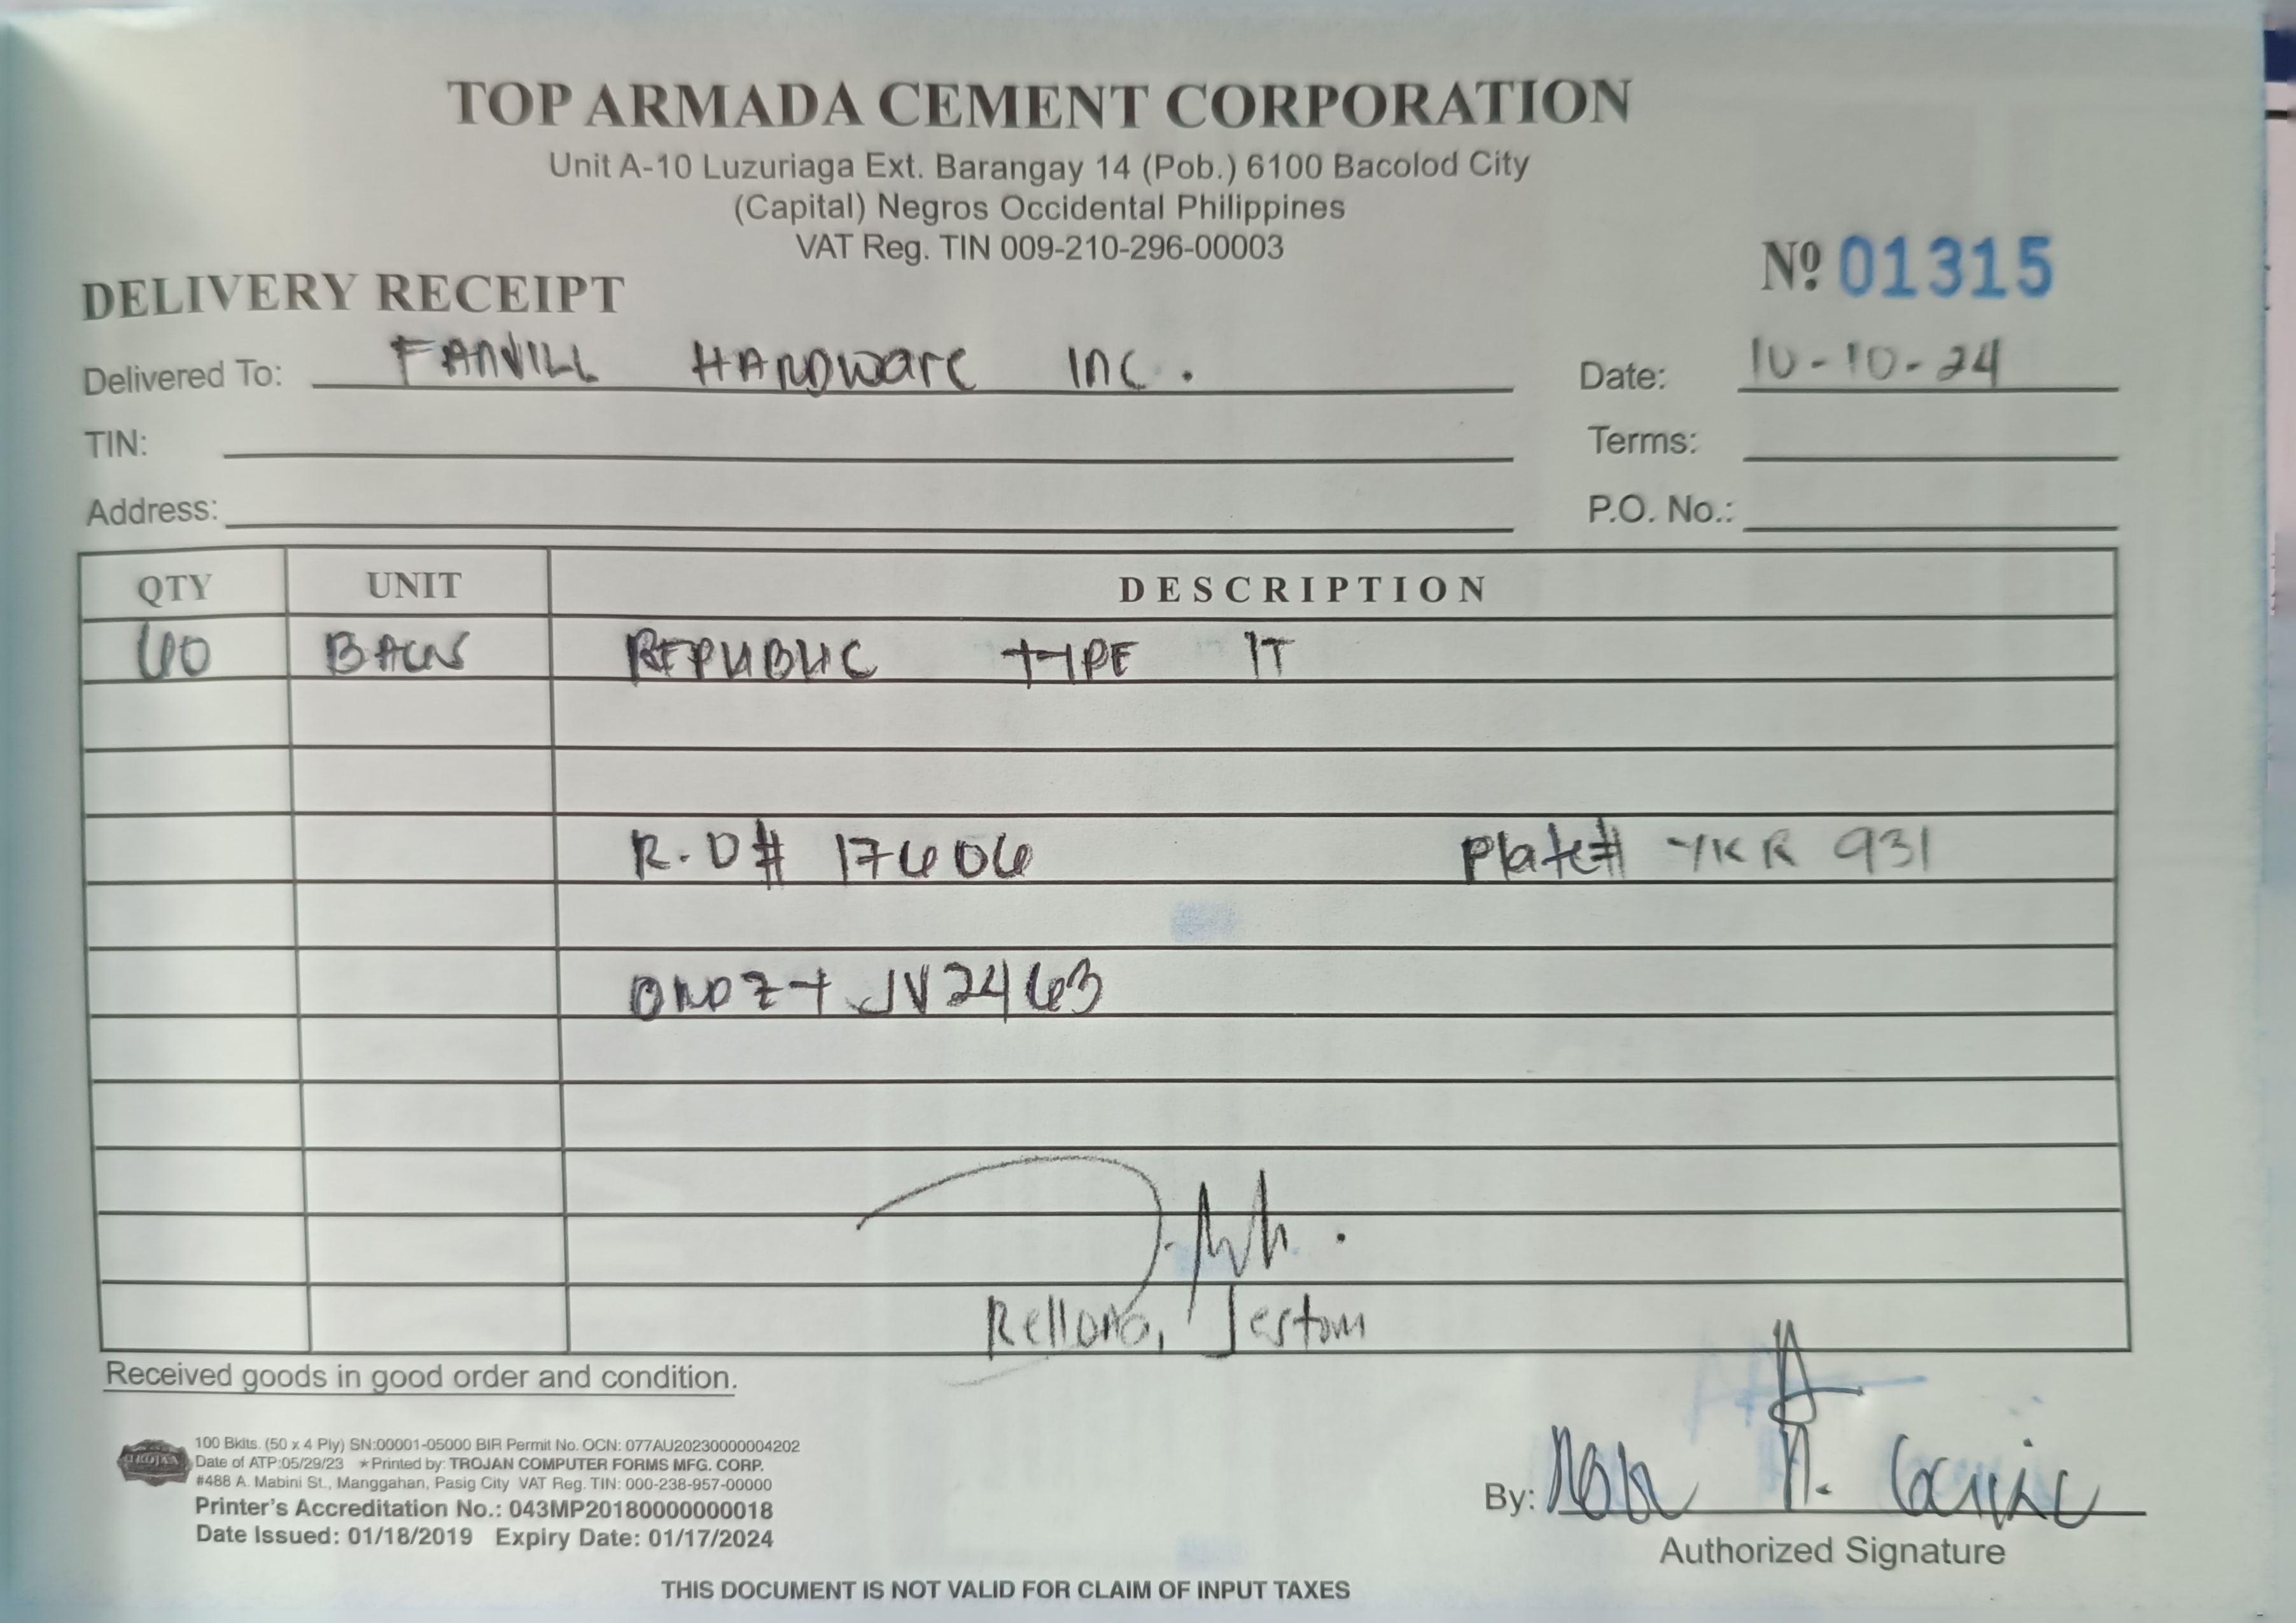 TOP ARMADA CEMENT CORPORATION
Unit A-10 Luzuriaga Ext. Barangay 14 (Pob.) 6100 Bacolod City
(Capital) Negros Occidental Philippines
VAT Reg. TIN 009-210-296-00003
Nº 01315
DELIVERY RECEIPT
Delivered To: FANVILL HARDware Inc.
Date: 10-10-24
TIN:
Terms:
Address:
P.O. No.:
QTY UNIT DESCRIPTION
REPUBLIC TYPE 1T
R.O# 17606 Plate# YKR 931
JV2463
Jestom
Received goods in good order and condition.
TROJAN
100 Bklts. (50 x 4 Ply) SN:00001-05000 BIR Permit No. OCN: 077AU20230000004202
Date of ATP:05/29/23 ★Printed by: TROJAN COMPUTER FORMS MFG. CORP.
#488 A. Mabini St., Manggahan, Pasig City VAT Reg. TIN: 000-238-957-00000
Printer's Accreditation No.: 043MP20180000000018
Date Issued: 01/18/2019 Expiry Date: 01/17/2024
By:
Authorized Signature
THIS DOCUMENT IS NOT VALID FOR CLAIM OF INPUT TAXES